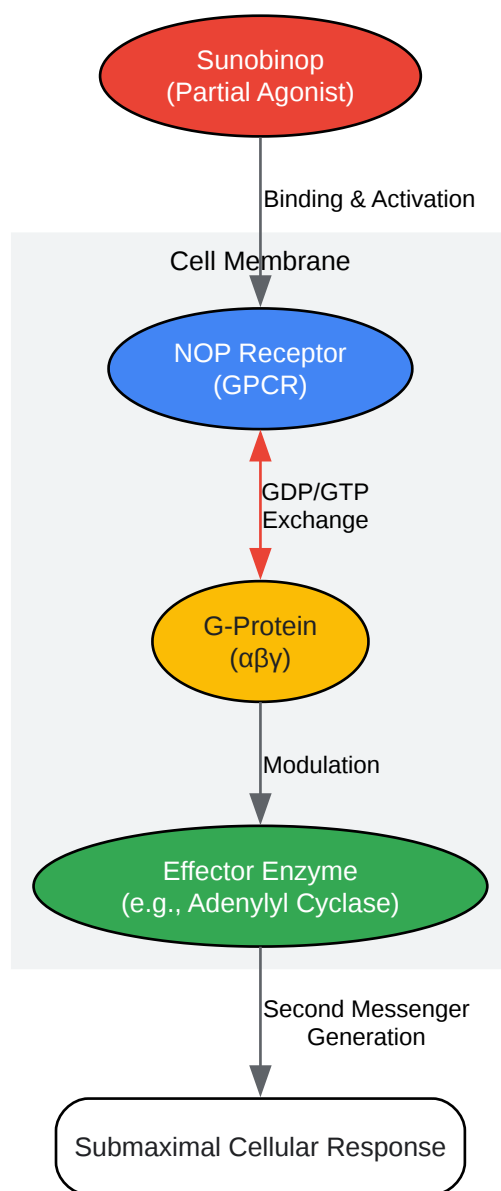 Sunobinop
(Partial Agonist)
Binding & Activation
Cell Membrane
NOP Receptor
(GPCR)
GDP/GTP
Exchange
G-Protein
(αβγ)
Modulation
Effector Enzyme
(e.g., Adenylyl Cyclase)
Second Messenger
Generation
Submaximal Cellular Response